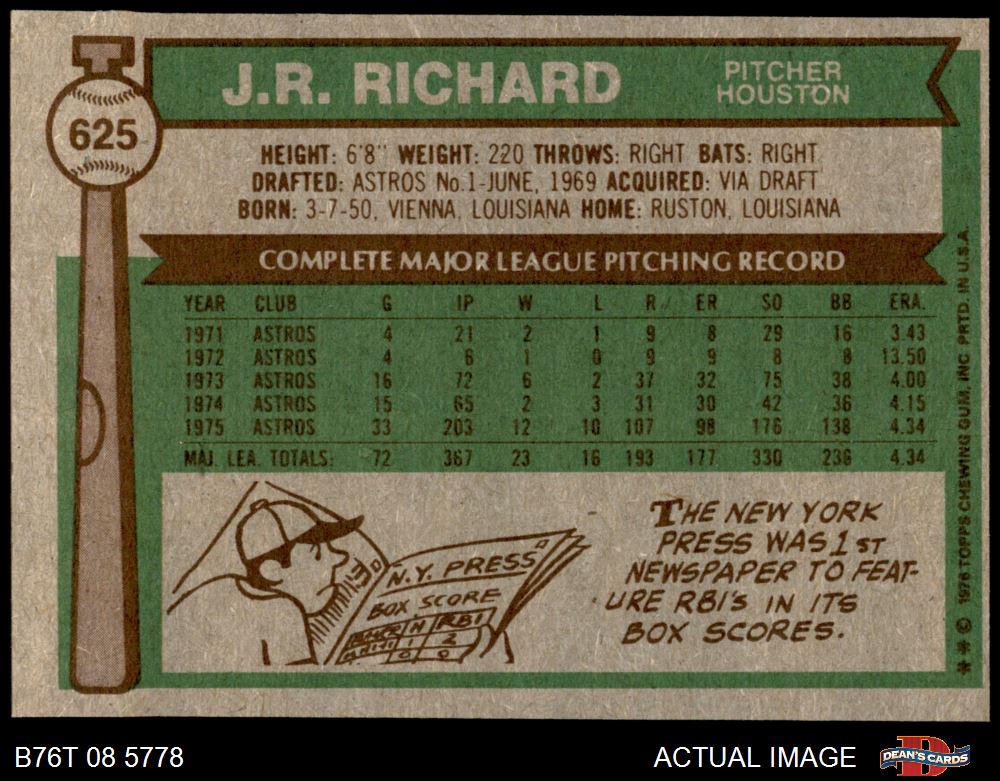 625
J.R. RICHARD
PITCHER
HOUSTON
HEIGHT: 6'8" WEIGHT: 220 THROWS: RIGHT BATS: RIGHT
DRAFTED: ASTROS No.1-JUNE, 1969 ACQUIRED: VIA DRAFT
BORN: 3-7-50, VIENNA, LOUISIANA HOME: RUSTON, LOUISIANA
COMPLETE MAJOR LEAGUE PITCHING RECORD
YEAR CLUB G IP W L R ER SO BB ERA.
1971 ASTROS 4 21 2 1 9 8 29 16 3.43
1972 ASTROS 4 6 1 0 9 9 8 8 13.50
1973 ASTROS 16 72 6 2 37 32 75 38 4.00
1974 ASTROS 15 65 2 3 31 30 42 36 4.15
1975 ASTROS 33 203 12 10 107 98 176 138 4.34
MAJ. LEA. TOTALS: 72 367 23 16 193 177 330 236 4.34
N.Y. PRESS
BOX SCORE
H RBI
1 2
0 0
THE NEW YORK
PRESS WAS 1ST
NEWSPAPER TO FEAT-
URE RBI'S IN ITS
BOX SCORES.
** © 1976 TOPPS CHEWING GUM, INC. PRTD. IN U.S.A.
B76T 08 5778
ACTUAL IMAGE
DEAN'S CARDS